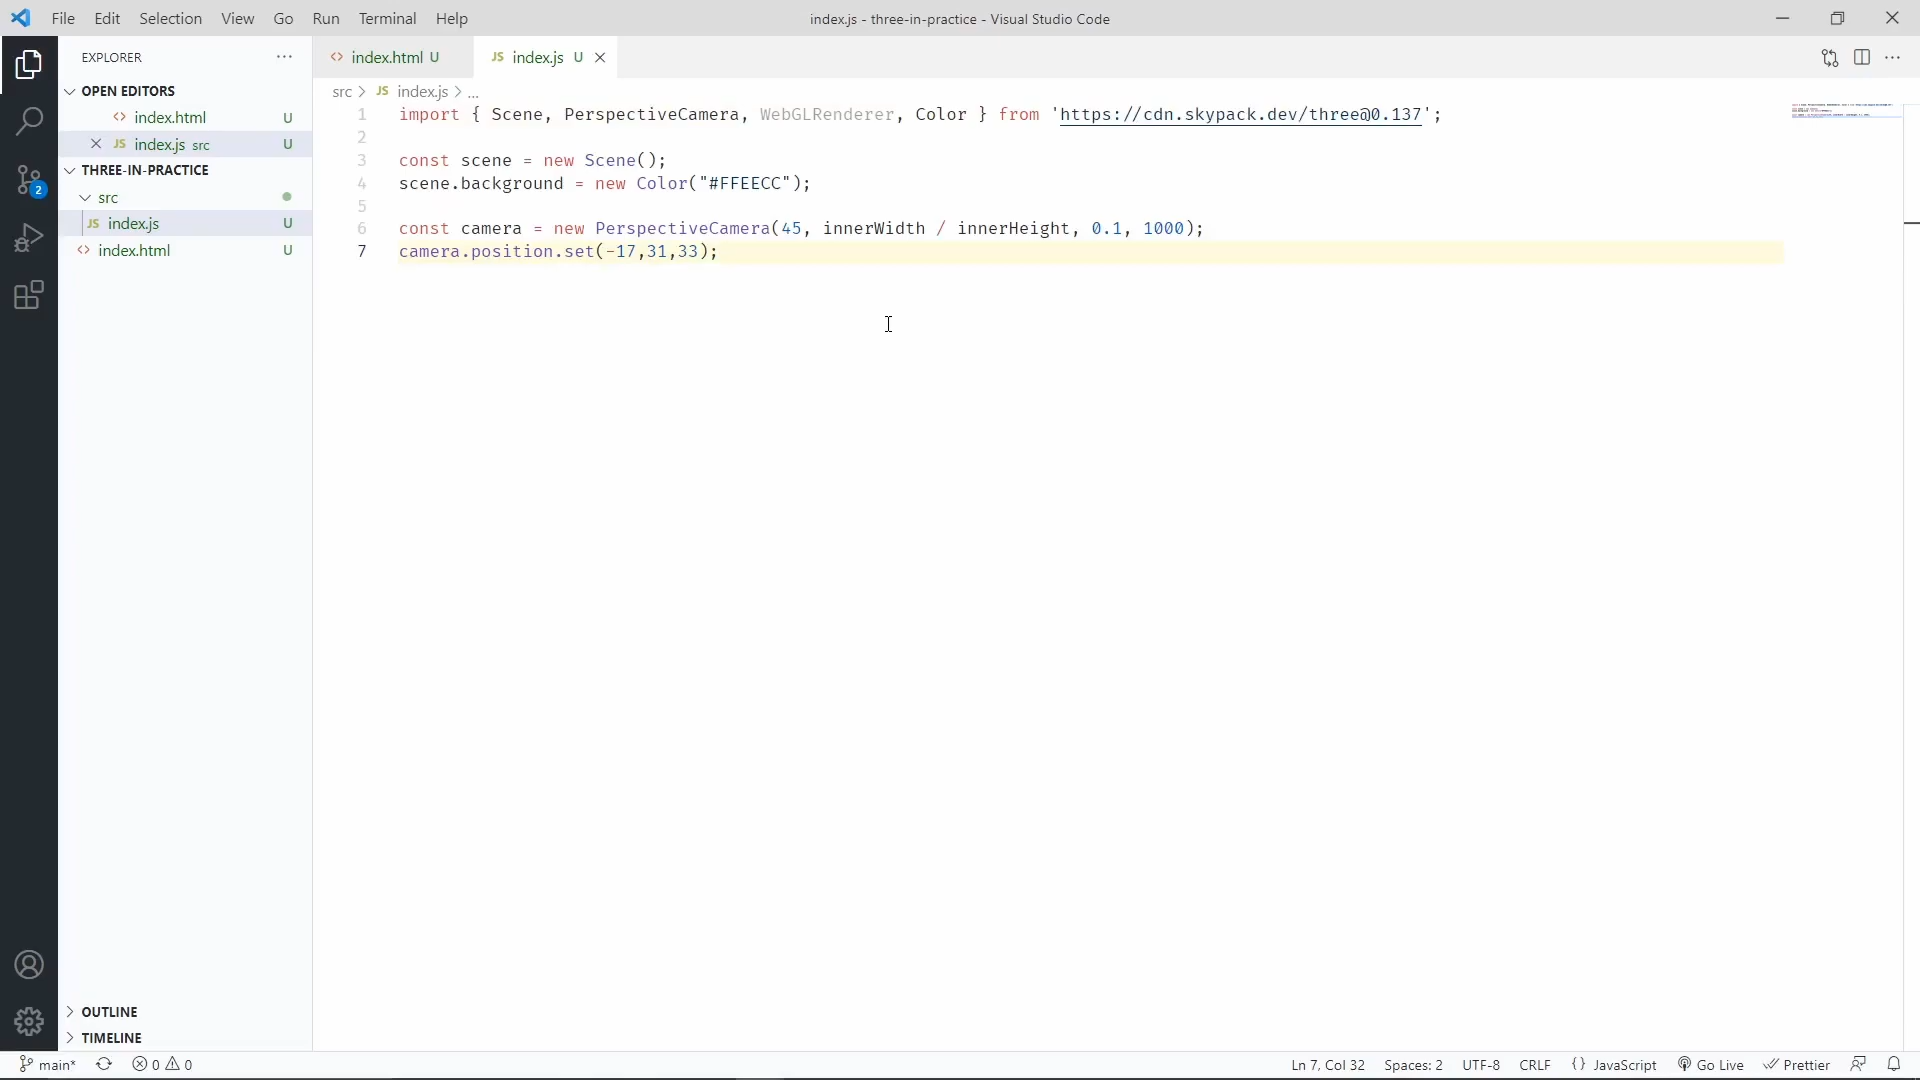 File Edit Selection View Go Run Terminal Help
index.js - three-in-practice - Visual Studio Code
EXPLORER
OPEN EDITORS
index.html U
JS index.js src U
THREE-IN-PRACTICE
src
JS index.js U
index.html U
OUTLINE
TIMELINE
2
index.html U
JS index.js U
src > JS index.js > ...
1 import { Scene, PerspectiveCamera, WebGLRenderer, Color } from 'https://cdn.skypack.dev/three@0.137';
2
3 const scene = new Scene();
4 scene.background = new Color("#FFEECC");
5
6 const camera = new PerspectiveCamera(45, innerWidth / innerHeight, 0.1, 1000);
7 camera.position.set(-17,31,33);
main* 0 0 Ln 7, Col 32 Spaces: 2 UTF-8 CRLF {} JavaScript Go Live Prettier